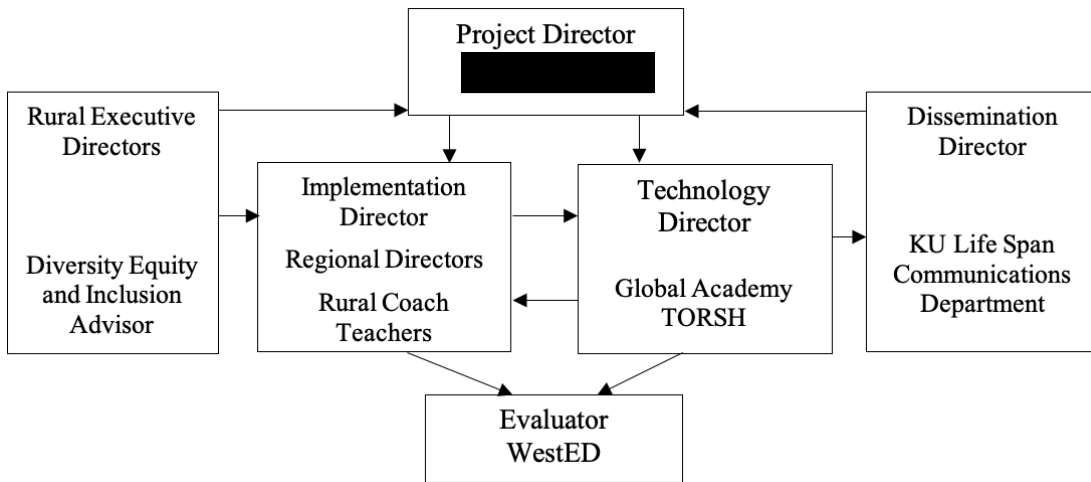 Project Director
Rural Executive
Directors
Diversity Equity
and Inclusion
Advisor
Implementation
Director
Regional Directors
Rural Coach
Teachers
Technology
Director
Global Academy
TORSH
Dissemination
Director
KU Life Span
Communications
Department
Evaluator
WestED